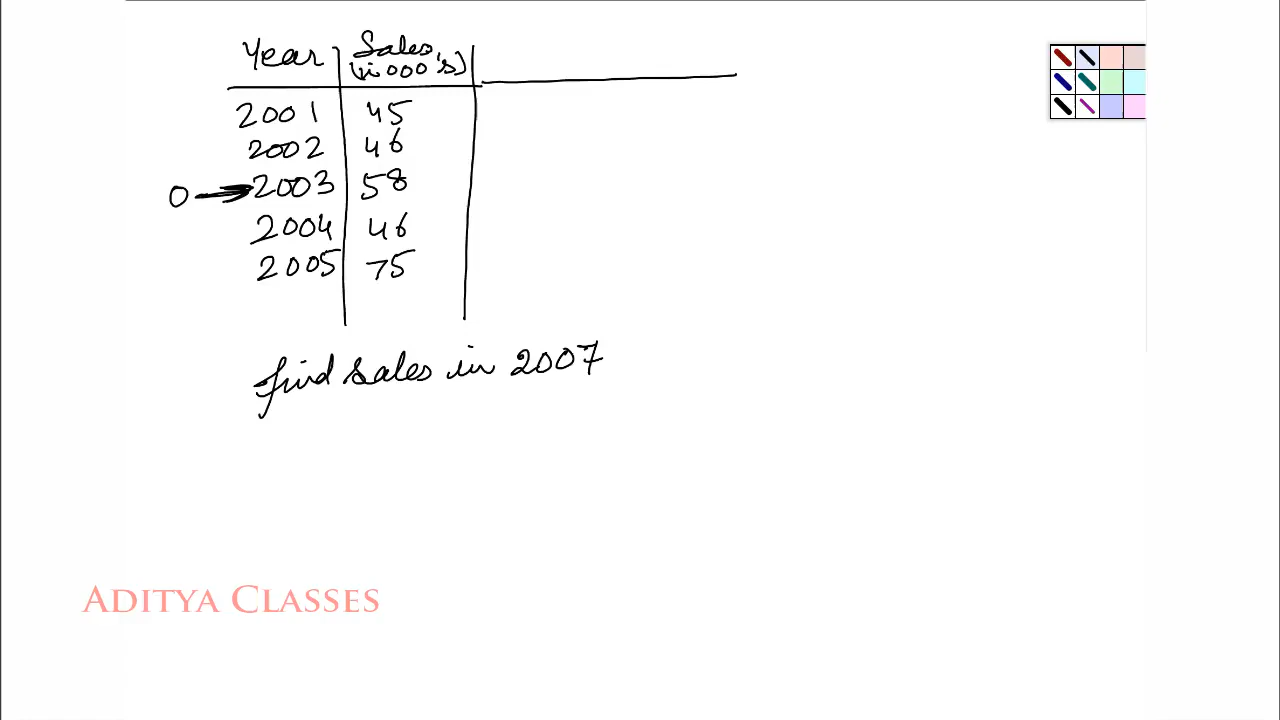 Year Sales (in 000's)
2001 45
2002 46
0 → 2003 58
2004 46
2005 75
find sales in 2007
ADITYA CLASSES